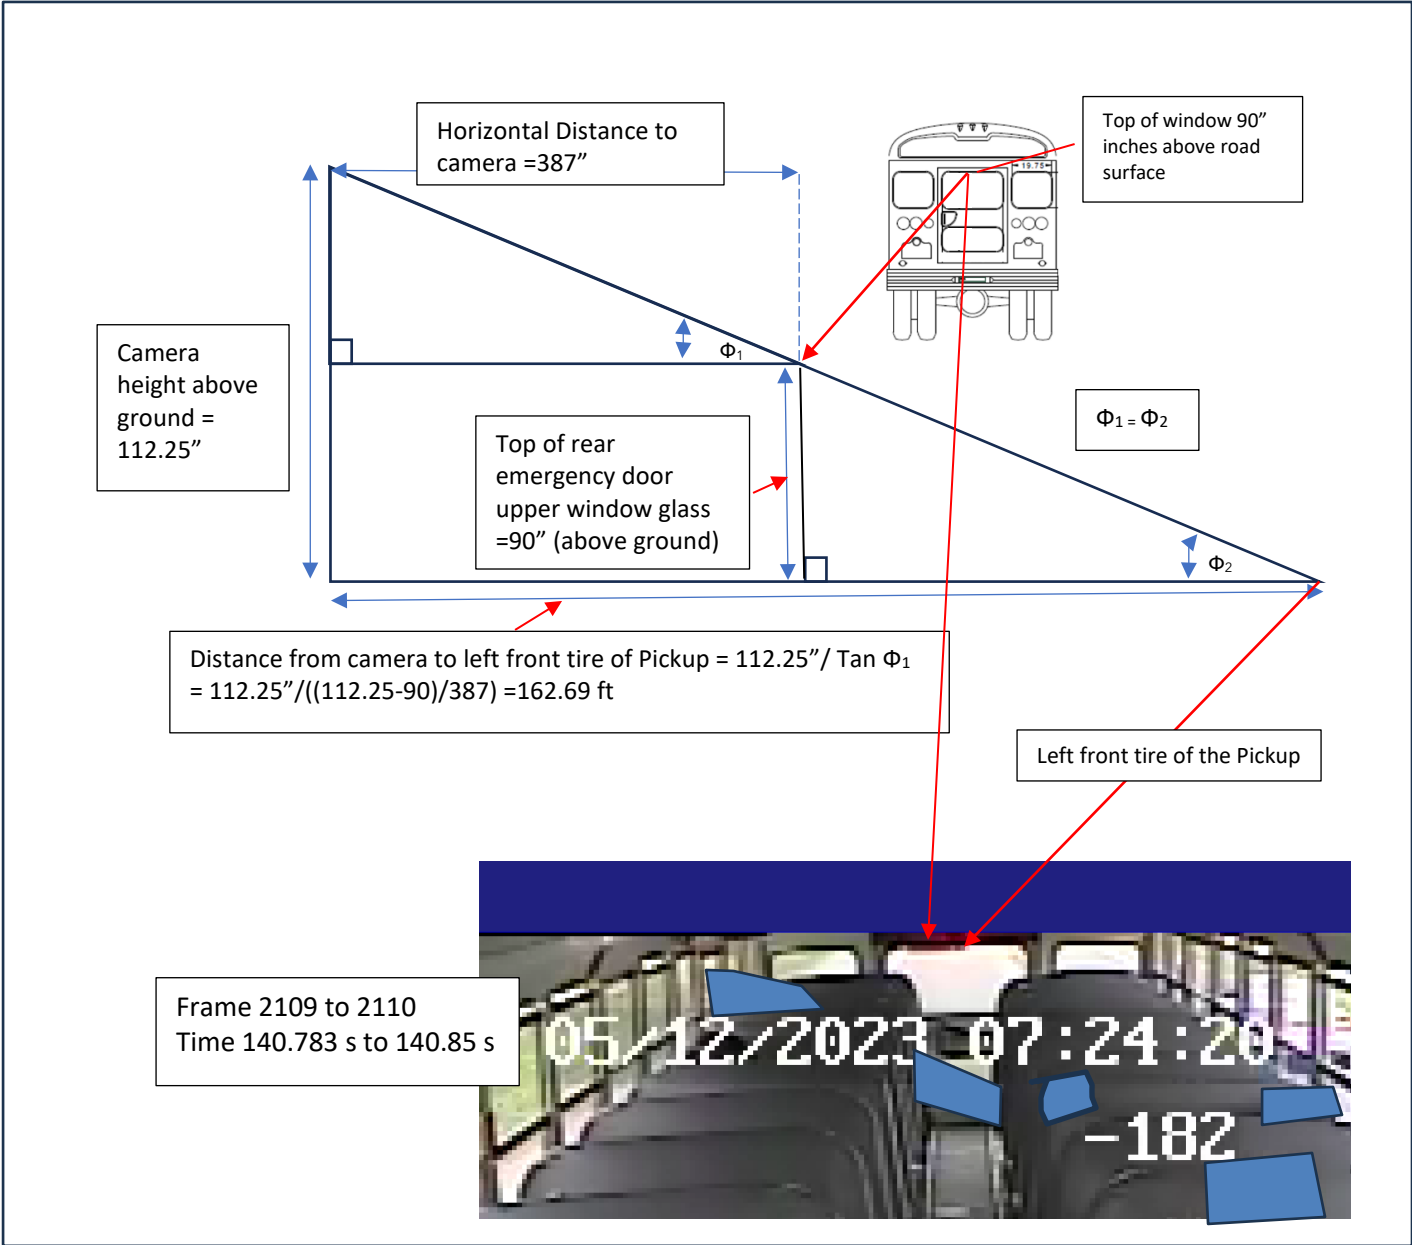 Horizontal Distance to
camera =387”
Top of window 90”
inches above road
surface
19.75
Camera
height above
ground =
112.25”
Φ1
Φ1 = Φ2
Top of rear
emergency door
upper window glass
=90” (above ground)
Φ2
Distance from camera to left front tire of Pickup = 112.25”/ Tan Φ1
= 112.25”/((112.25-90)/387) =162.69 ft
Left front tire of the Pickup
Frame 2109 to 2110
Time 140.783 s to 140.85 s
05/12/2023 07:24:20
-182